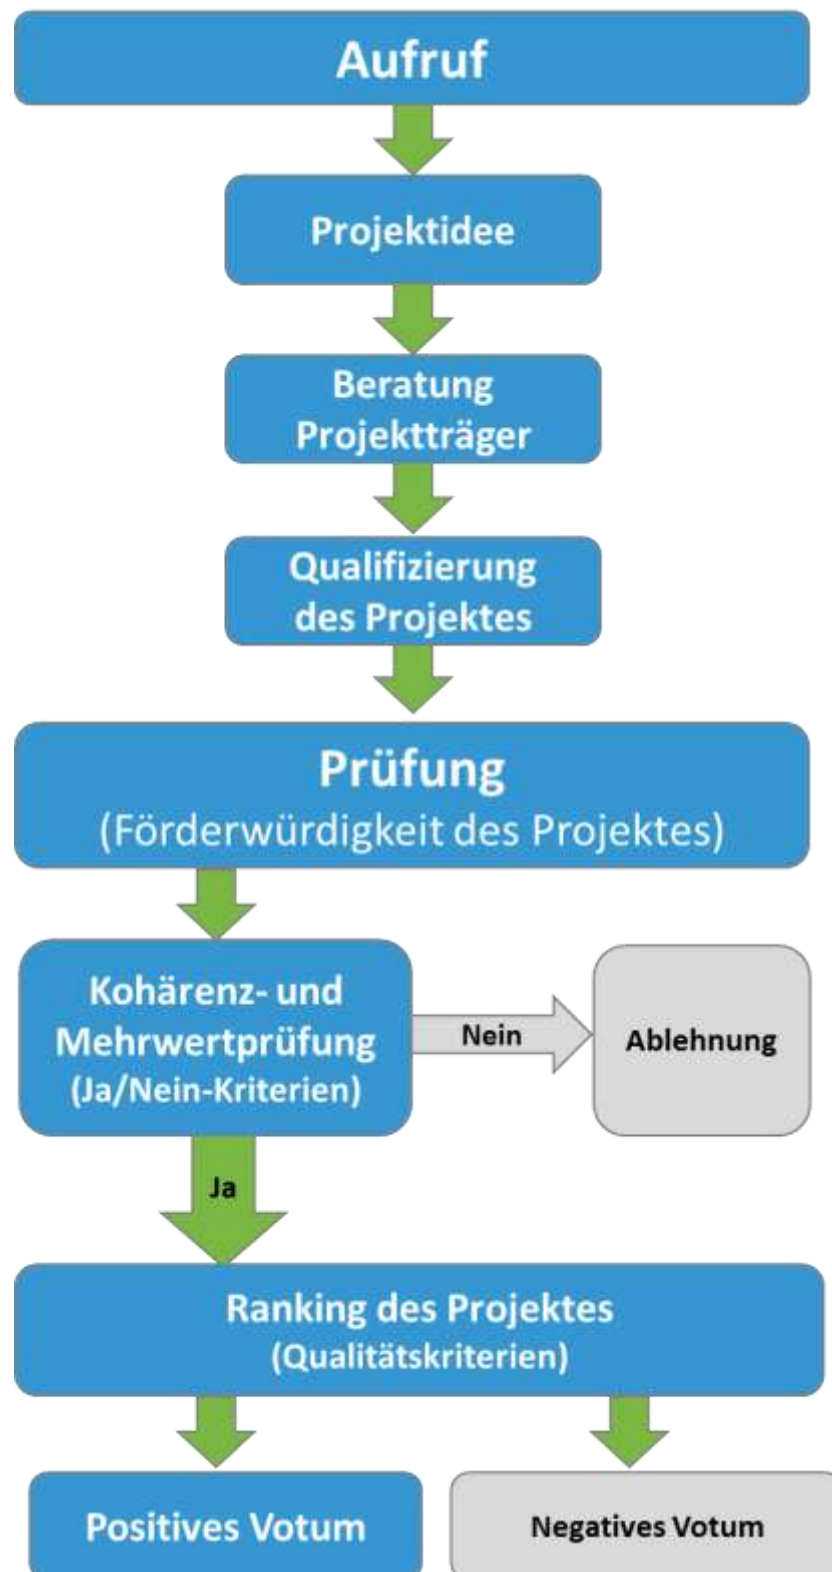 Aufruf
Projektidee
Beratung
Projektträger
Qualifizierung
des Projektes
Prüfung
(Förderwürdigkeit des Projektes)
Kohärenz- und
Mehrwertprüfung
(Ja/Nein-Kriterien)
Nein
Ablehnung
Ja
Ranking des Projektes
(Qualitätskriterien)
Positives Votum
Negatives Votum